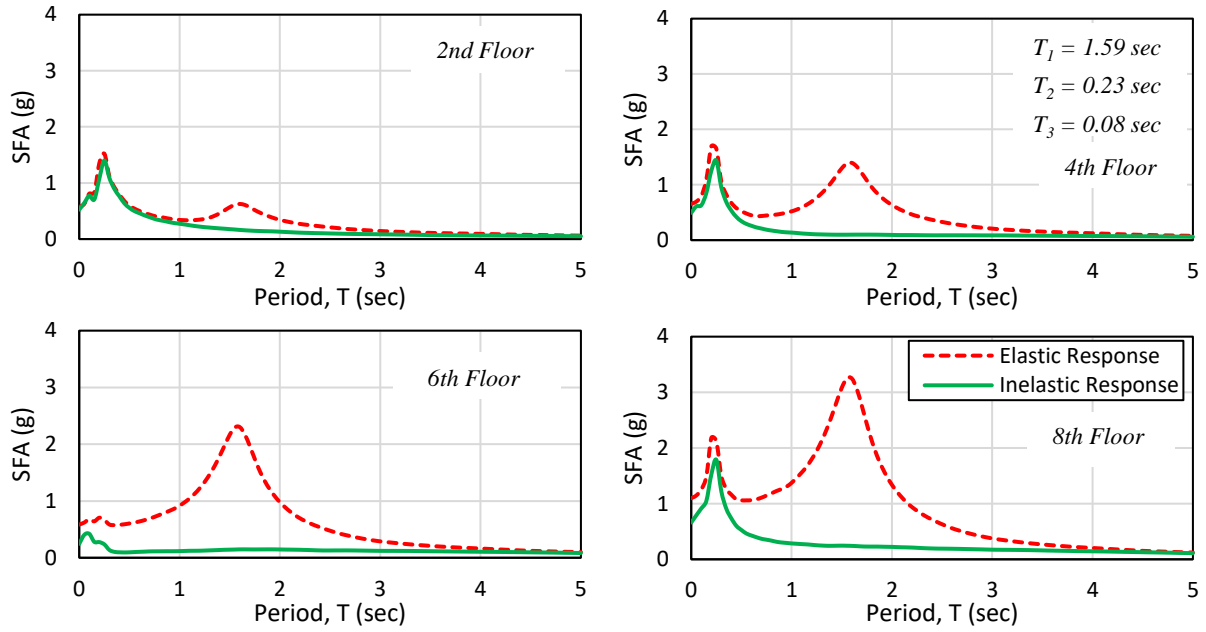 4
3
2
1
0
SFA (g)
2nd Floor
0 1 2 3 4 5
Period, T (sec)
4
3
2
1
0
SFA (g)
T1 = 1.59 sec
T2 = 0.23 sec
T3 = 0.08 sec
4th Floor
0 1 2 3 4 5
Period, T (sec)
4
3
2
1
0
SFA (g)
6th Floor
0 1 2 3 4 5
Period, T (sec)
4
3
2
1
0
SFA (g)
Elastic Response
Inelastic Response
8th Floor
0 1 2 3 4 5
Period, T (sec)